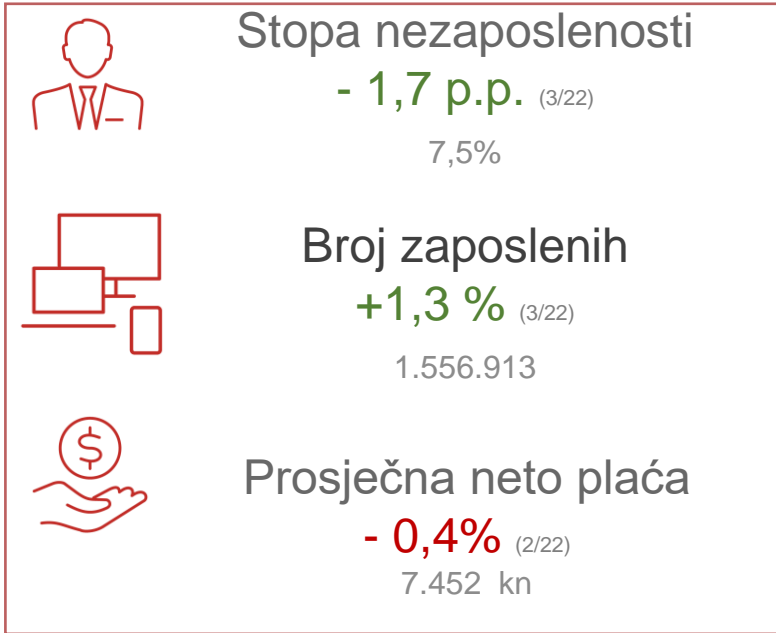 Stopa nezaposlenosti
- 1,7 p.p. (3/22)
7,5%
Broj zaposlenih
+1,3 % (3/22)
1.556.913
$
Prosječna neto plaća
- 0,4% (2/22)
7.452 kn